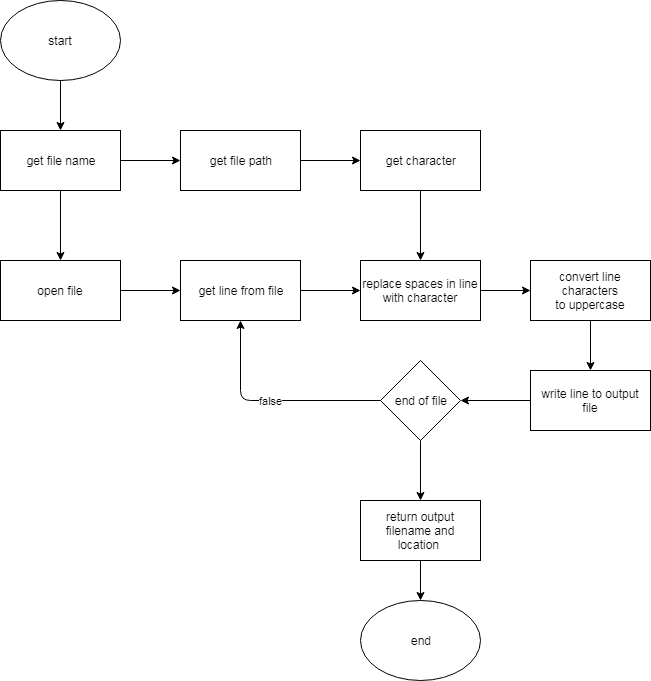 start
get file name
get file path
get character
open file
get line from file
replace spaces in line
with character
convert line
characters
to uppercase
write line to output
file
end of file
false
return output
filename and
location
end